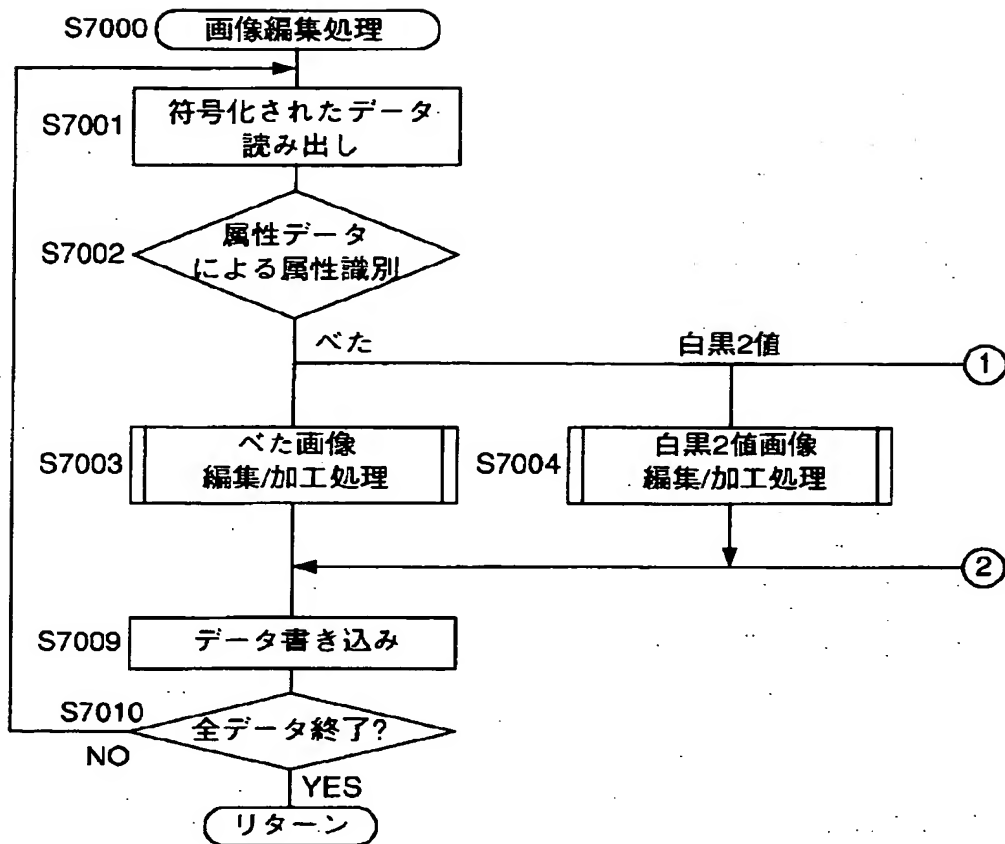 S7000 画像編集処理
S7001 符号化されたデータ
読み出し
S7002 属性データ
による属性識別
べた 白黒2値 1
S7003 べた画像
編集/加工処理
S7004 白黒2値画像
編集/加工処理
2
S7009 データ書き込み
S7010 全データ終了?
NO
YES
リターン